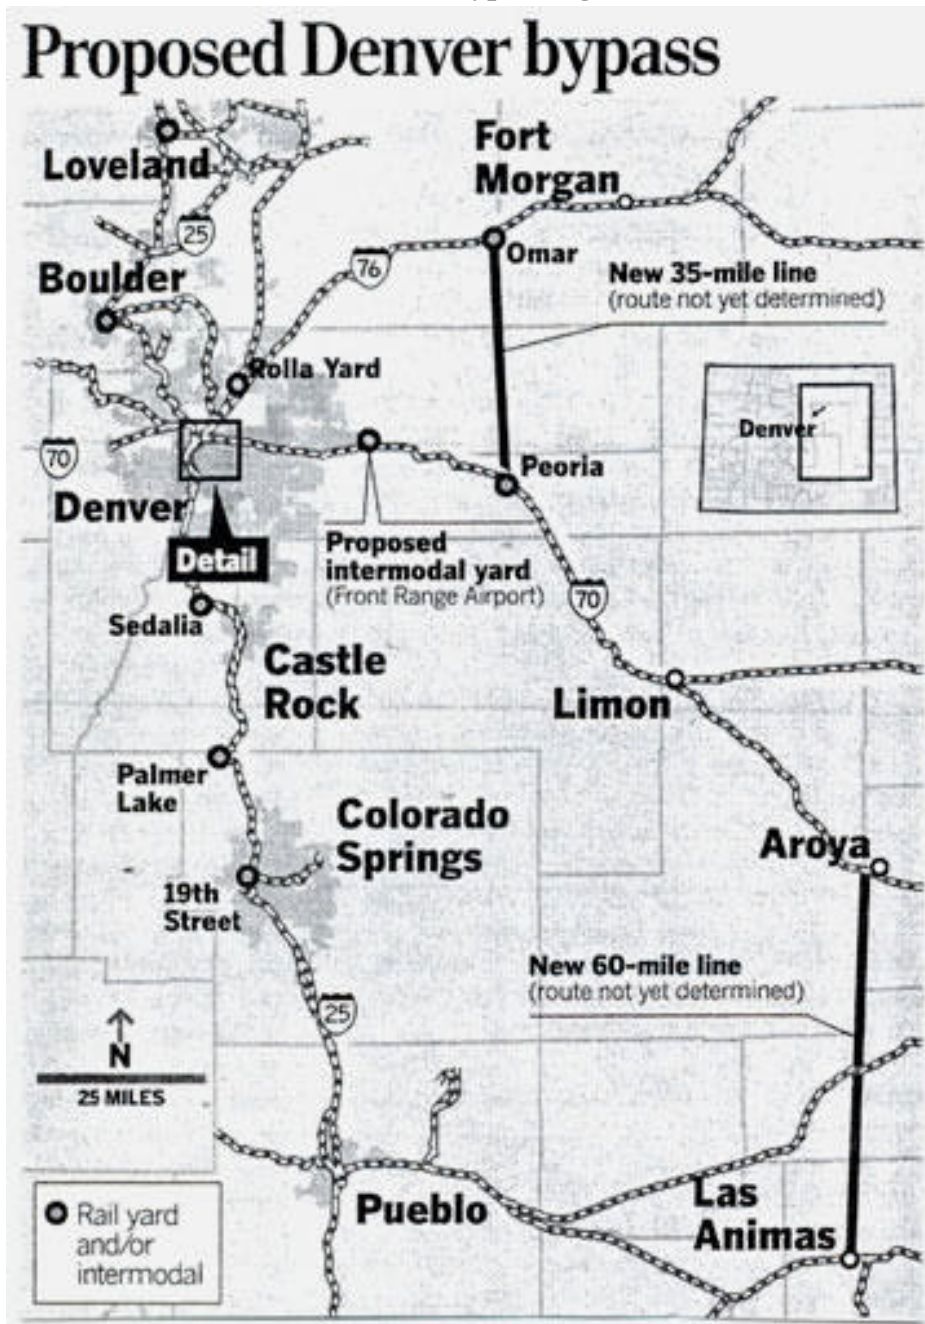 Proposed Denver bypass
Loveland
Fort
Morgan
25
Omar
76
New 35-mile line
(route not yet determined)
Boulder
Rolla Yard
Denver
70
Peoria
Denver
Detail
Proposed
intermodal yard
(Front Range Airport)
70
Sedalia
Castle
Rock
Limon
Palmer
Lake
Colorado
Springs
Aroya
19th
Street
New 60-mile line
(route not yet determined)
25
N
25 MILES
Las
Animas
Pueblo
Rail yard
and/or
intermodal